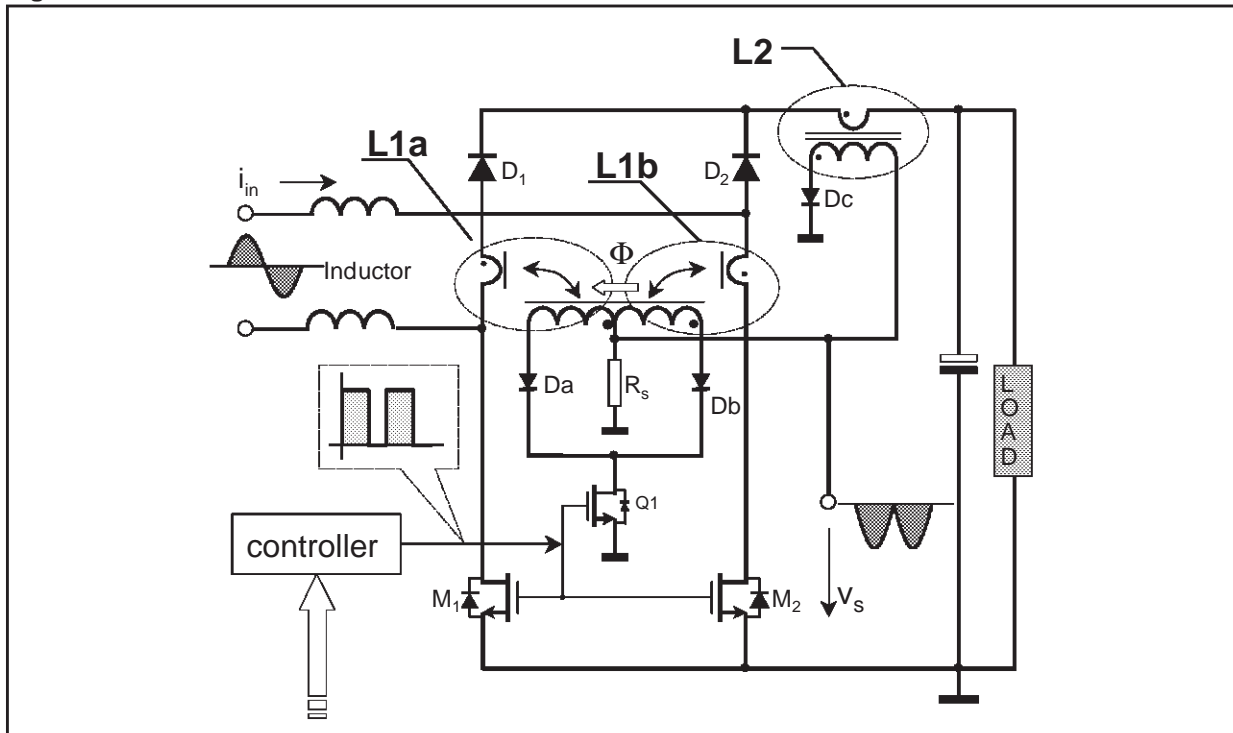 L2
L1a
L1b
D1
D2
Dc
iin
Φ
Inductor
Da
Rs
Db
LOAD
Q1
controller
M1
M2
vs